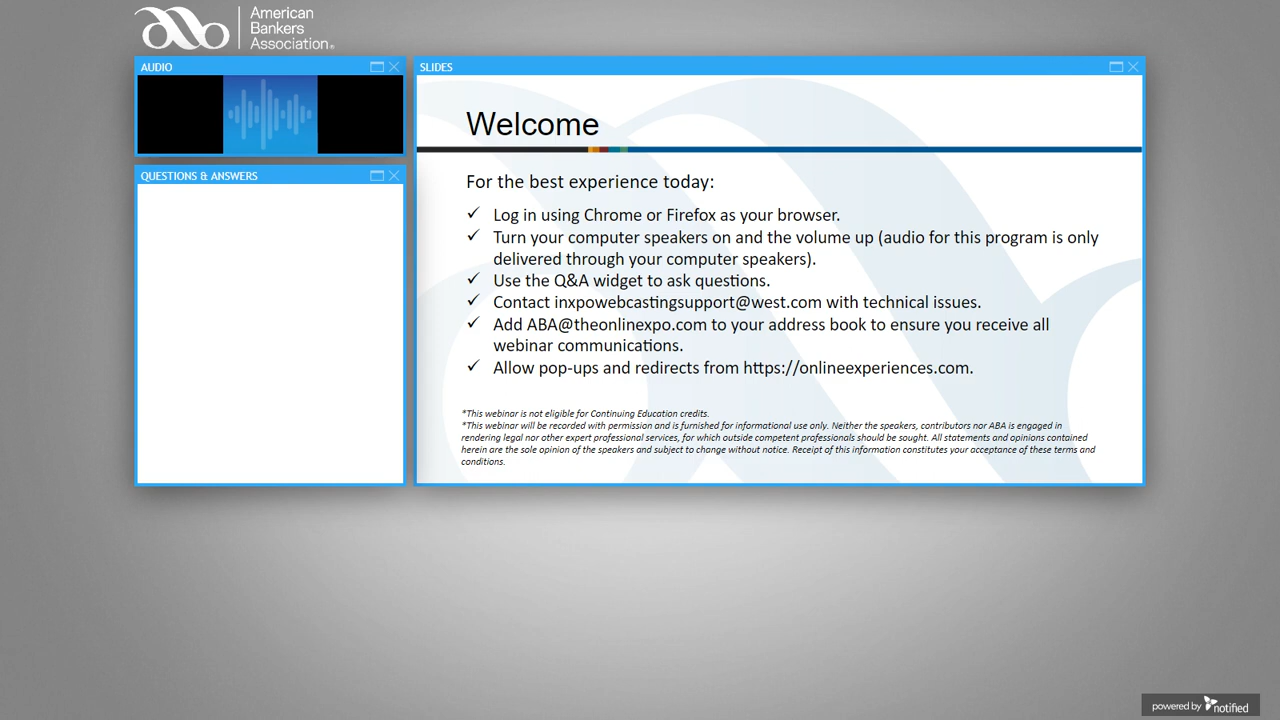 American
Bankers
Association®
AUDIO
SLIDES
QUESTIONS & ANSWERS
Welcome
For the best experience today:
✓ Log in using Chrome or Firefox as your browser.
✓ Turn your computer speakers on and the volume up (audio for this program is only
delivered through your computer speakers).
✓ Use the Q&A widget to ask questions.
✓ Contact inxpowebcastingsupport@west.com with technical issues.
✓ Add ABA@theonlinexpo.com to your address book to ensure you receive all
webinar communications.
✓ Allow pop-ups and redirects from https://onlineexperiences.com.
*This webinar is not eligible for Continuing Education credits.
*This webinar will be recorded with permission and is furnished for informational use only. Neither the speakers, contributors nor ABA is engaged in
rendering legal nor other expert professional services, for which outside competent professionals should be sought. All statements and opinions contained
herein are the sole opinion of the speakers and subject to change without notice. Receipt of this information constitutes your acceptance of these terms and
conditions.
powered by notified